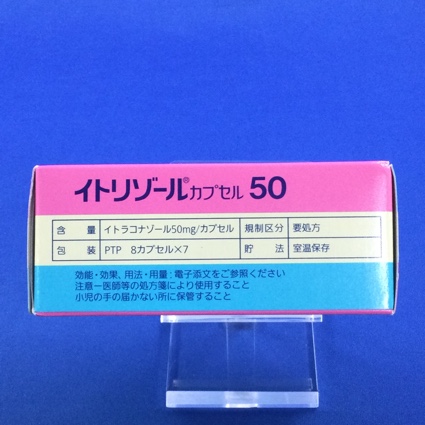 イトリゾール®カプセル 50
含 量 イトラコナゾール50mg/カプセル 規制区分 要処方
包 装 PTP 8カプセル×7 貯 法 室温保存
効能・効果、用法・用量:電子添文をご参照ください
注意－医師等の処方箋により使用すること
小児の手の届かない所に保管すること